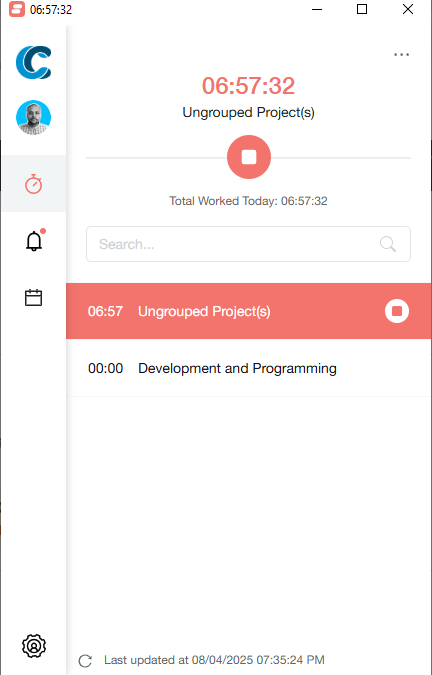 06:57:32
06:57:32
Ungrouped Project(s)
Total Worked Today: 06:57:32
Search...
06:57 Ungrouped Project(s)
00:00 Development and Programming
Last updated at 08/04/2025 07:35:24 PM